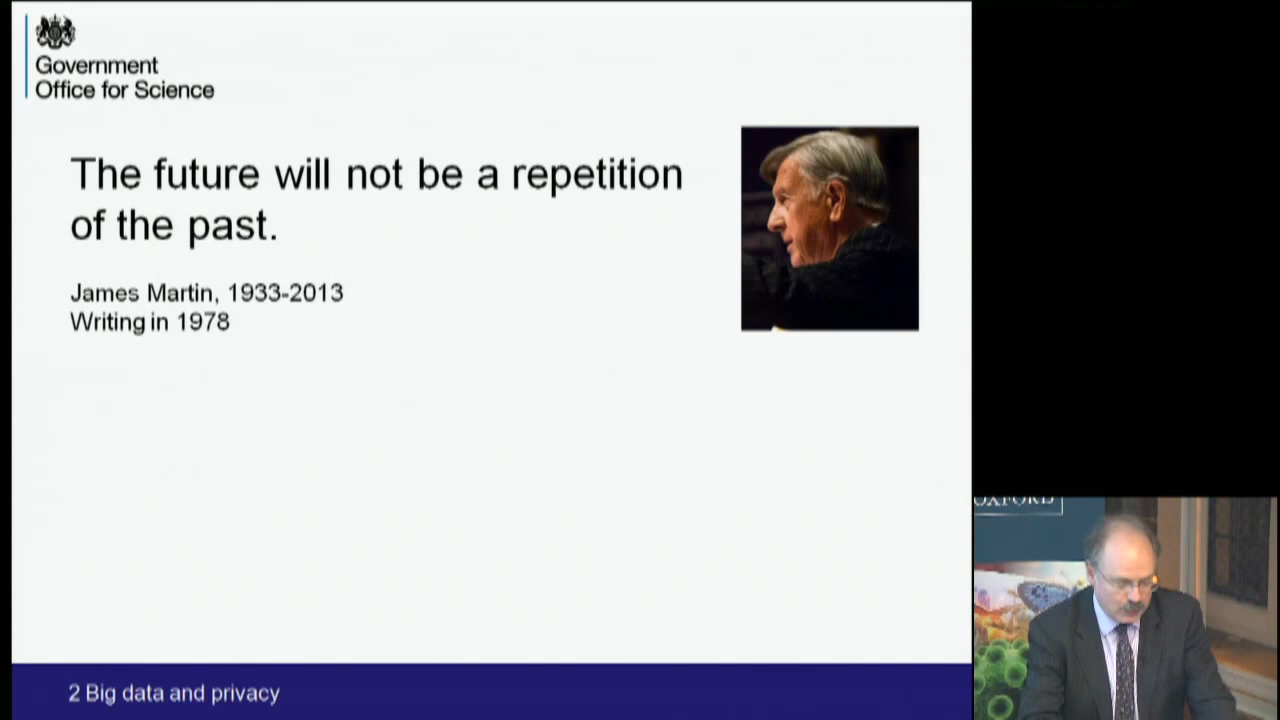 Government
Office for Science
The future will not be a repetition
of the past.
James Martin, 1933-2013
Writing in 1978
2 Big data and privacy
OXFORD